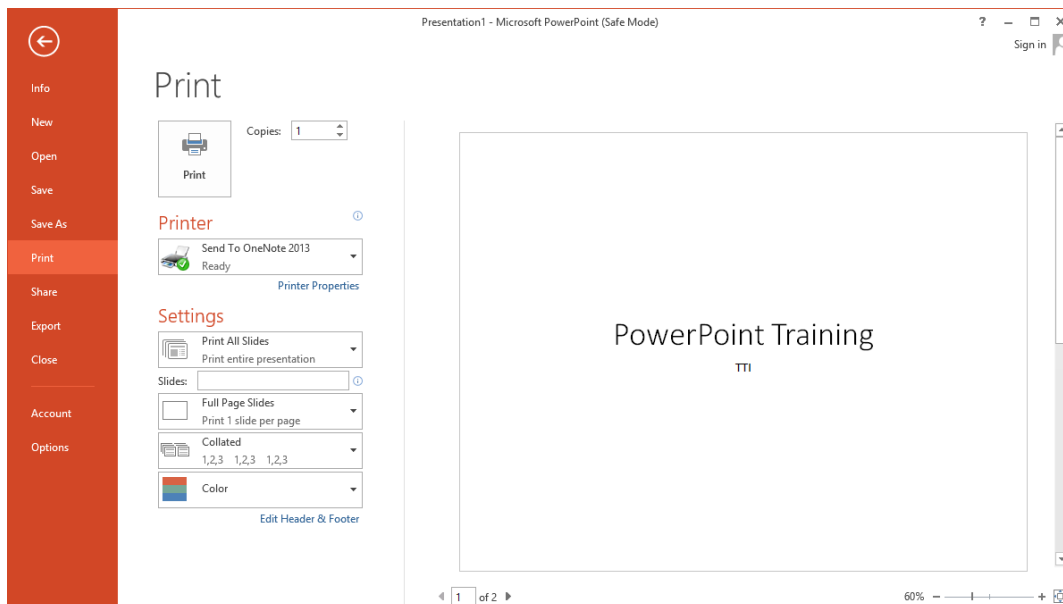 Presentation1 - Microsoft PowerPoint (Safe Mode)
?
Sign in
Info
New
Open
Save
Save As
Print
Share
Export
Close
Account
Options
Print
Print
Copies: 1
Printer
Send To OneNote 2013
Ready
Printer Properties
Settings
Print All Slides
Print entire presentation
Slides:
Full Page Slides
Print 1 slide per page
Collated
1,2,3 1,2,3 1,2,3
Color
Edit Header & Footer
PowerPoint Training
TTI
1 of 2
60% - +